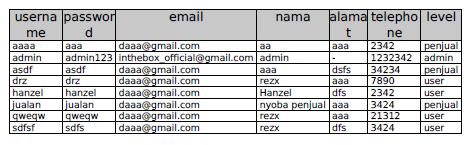 username password email nama alamat telephone level
aaaa aaa daaa@gmail.com aa aaa 2342 penjual
admin admin123 inthebox_official@gmail.com admin - 1232342 admin
asdf asdf daaa@gmail.com aaa dsfs 34234 penjual
drz drz daaa@gmail.com rezx aaa 7890 user
hanzel hanzel daaa@gmail.com Hanzel dfs 2342 user
jualan jualan daaa@gmail.com nyoba penjual aaa 3424 penjual
qweqw qweqw daaa@gmail.com rezx aaa 21312 user
sdfsf sdfs daaa@gmail.com rezx dfs 3424 user